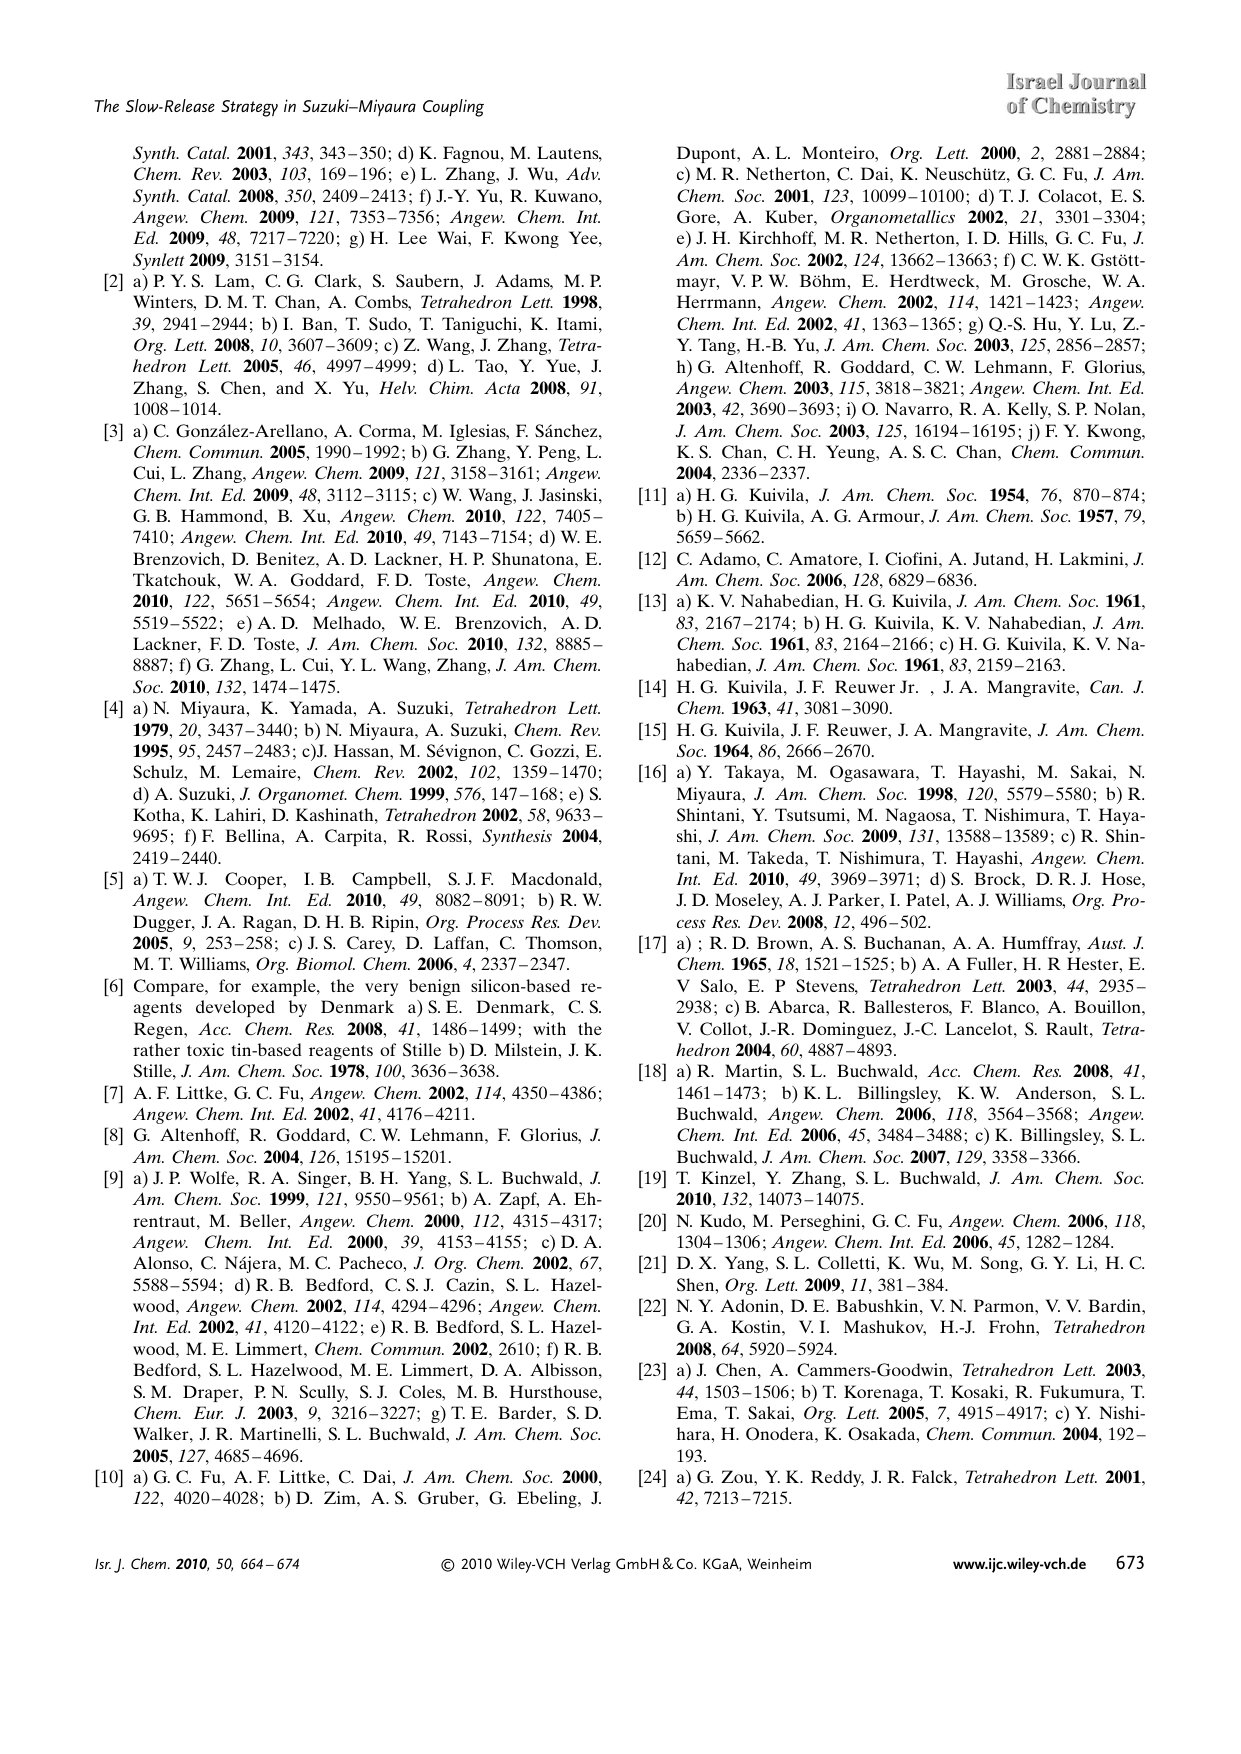 The Slow-Release Strategy in Suzuki–Miyaura Coupling
Israel Journal
of Chemistry
Synth. Catal. 2001, 343, 343–350; d) K. Fagnou, M. Lautens,
Chem. Rev. 2003, 103, 169–196; e) L. Zhang, J. Wu, Adv.
Synth. Catal. 2008, 350, 2409–2413; f) J.-Y. Yu, R. Kuwano,
Angew. Chem. 2009, 121, 7353–7356; Angew. Chem. Int.
Ed. 2009, 48, 7217–7220; g) H. Lee Wai, F. Kwong Yee,
Synlett 2009, 3151–3154.
[2] a) P. Y. S. Lam, C. G. Clark, S. Saubern, J. Adams, M. P.
Winters, D. M. T. Chan, A. Combs, Tetrahedron Lett. 1998,
39, 2941–2944; b) I. Ban, T. Sudo, T. Taniguchi, K. Itami,
Org. Lett. 2008, 10, 3607–3609; c) Z. Wang, J. Zhang, Tetra-
hedron Lett. 2005, 46, 4997–4999; d) L. Tao, Y. Yue, J.
Zhang, S. Chen, and X. Yu, Helv. Chim. Acta 2008, 91,
1008–1014.
[3] a) C. González-Arellano, A. Corma, M. Iglesias, F. Sánchez,
Chem. Commun. 2005, 1990–1992; b) G. Zhang, Y. Peng, L.
Cui, L. Zhang, Angew. Chem. 2009, 121, 3158–3161; Angew.
Chem. Int. Ed. 2009, 48, 3112–3115; c) W. Wang, J. Jasinski,
G. B. Hammond, B. Xu, Angew. Chem. 2010, 122, 7405–
7410; Angew. Chem. Int. Ed. 2010, 49, 7143–7154; d) W. E.
Brenzovich, D. Benitez, A. D. Lackner, H. P. Shunatona, E.
Tkatchouk, W. A. Goddard, F. D. Toste, Angew. Chem.
2010, 122, 5651–5654; Angew. Chem. Int. Ed. 2010, 49,
5519–5522; e) A. D. Melhado, W. E. Brenzovich, A. D.
Lackner, F. D. Toste, J. Am. Chem. Soc. 2010, 132, 8885–
8887; f) G. Zhang, L. Cui, Y. L. Wang, Zhang, J. Am. Chem.
Soc. 2010, 132, 1474–1475.
[4] a) N. Miyaura, K. Yamada, A. Suzuki, Tetrahedron Lett.
1979, 20, 3437–3440; b) N. Miyaura, A. Suzuki, Chem. Rev.
1995, 95, 2457–2483; c)J. Hassan, M. Sévignon, C. Gozzi, E.
Schulz, M. Lemaire, Chem. Rev. 2002, 102, 1359–1470;
d) A. Suzuki, J. Organomet. Chem. 1999, 576, 147–168; e) S.
Kotha, K. Lahiri, D. Kashinath, Tetrahedron 2002, 58, 9633–
9695; f) F. Bellina, A. Carpita, R. Rossi, Synthesis 2004,
2419–2440.
[5] a) T. W. J. Cooper, I. B. Campbell, S. J. F. Macdonald,
Angew. Chem. Int. Ed. 2010, 49, 8082–8091; b) R. W.
Dugger, J. A. Ragan, D. H. B. Ripin, Org. Process Res. Dev.
2005, 9, 253–258; c) J. S. Carey, D. Laffan, C. Thomson,
M. T. Williams, Org. Biomol. Chem. 2006, 4, 2337–2347.
[6] Compare, for example, the very benign silicon-based re-
agents developed by Denmark a) S. E. Denmark, C. S.
Regen, Acc. Chem. Res. 2008, 41, 1486–1499; with the
rather toxic tin-based reagents of Stille b) D. Milstein, J. K.
Stille, J. Am. Chem. Soc. 1978, 100, 3636–3638.
[7] A. F. Littke, G. C. Fu, Angew. Chem. 2002, 114, 4350–4386;
Angew. Chem. Int. Ed. 2002, 41, 4176–4211.
[8] G. Altenhoff, R. Goddard, C. W. Lehmann, F. Glorius, J.
Am. Chem. Soc. 2004, 126, 15195–15201.
[9] a) J. P. Wolfe, R. A. Singer, B. H. Yang, S. L. Buchwald, J.
Am. Chem. Soc. 1999, 121, 9550–9561; b) A. Zapf, A. Eh-
rentraut, M. Beller, Angew. Chem. 2000, 112, 4315–4317;
Angew. Chem. Int. Ed. 2000, 39, 4153–4155; c) D. A.
Alonso, C. Nájera, M. C. Pacheco, J. Org. Chem. 2002, 67,
5588–5594; d) R. B. Bedford, C. S. J. Cazin, S. L. Hazel-
wood, Angew. Chem. 2002, 114, 4294–4296; Angew. Chem.
Int. Ed. 2002, 41, 4120–4122; e) R. B. Bedford, S. L. Hazel-
wood, M. E. Limmert, Chem. Commun. 2002, 2610; f) R. B.
Bedford, S. L. Hazelwood, M. E. Limmert, D. A. Albisson,
S. M. Draper, P. N. Scully, S. J. Coles, M. B. Hursthouse,
Chem. Eur. J. 2003, 9, 3216–3227; g) T. E. Barder, S. D.
Walker, J. R. Martinelli, S. L. Buchwald, J. Am. Chem. Soc.
2005, 127, 4685–4696.
[10] a) G. C. Fu, A. F. Littke, C. Dai, J. Am. Chem. Soc. 2000,
122, 4020–4028; b) D. Zim, A. S. Gruber, G. Ebeling, J.
Dupont, A. L. Monteiro, Org. Lett. 2000, 2, 2881–2884;
c) M. R. Netherton, C. Dai, K. Neuschütz, G. C. Fu, J. Am.
Chem. Soc. 2001, 123, 10099–10100; d) T. J. Colacot, E. S.
Gore, A. Kuber, Organometallics 2002, 21, 3301–3304;
e) J. H. Kirchhoff, M. R. Netherton, I. D. Hills, G. C. Fu, J.
Am. Chem. Soc. 2002, 124, 13662–13663; f) C. W. K. Gstött-
mayr, V. P. W. Böhm, E. Herdtweck, M. Grosche, W. A.
Herrmann, Angew. Chem. 2002, 114, 1421–1423; Angew.
Chem. Int. Ed. 2002, 41, 1363–1365; g) Q.-S. Hu, Y. Lu, Z.-
Y. Tang, H.-B. Yu, J. Am. Chem. Soc. 2003, 125, 2856–2857;
h) G. Altenhoff, R. Goddard, C. W. Lehmann, F. Glorius,
Angew. Chem. 2003, 115, 3818–3821; Angew. Chem. Int. Ed.
2003, 42, 3690–3693; i) O. Navarro, R. A. Kelly, S. P. Nolan,
J. Am. Chem. Soc. 2003, 125, 16194–16195; j) F. Y. Kwong,
K. S. Chan, C. H. Yeung, A. S. C. Chan, Chem. Commun.
2004, 2336–2337.
[11] a) H. G. Kuivila, J. Am. Chem. Soc. 1954, 76, 870–874;
b) H. G. Kuivila, A. G. Armour, J. Am. Chem. Soc. 1957, 79,
5659–5662.
[12] C. Adamo, C. Amatore, I. Ciofini, A. Jutand, H. Lakmini, J.
Am. Chem. Soc. 2006, 128, 6829–6836.
[13] a) K. V. Nahabedian, H. G. Kuivila, J. Am. Chem. Soc. 1961,
83, 2167–2174; b) H. G. Kuivila, K. V. Nahabedian, J. Am.
Chem. Soc. 1961, 83, 2164–2166; c) H. G. Kuivila, K. V. Na-
habedian, J. Am. Chem. Soc. 1961, 83, 2159–2163.
[14] H. G. Kuivila, J. F. Reuwer Jr. , J. A. Mangravite, Can. J.
Chem. 1963, 41, 3081–3090.
[15] H. G. Kuivila, J. F. Reuwer, J. A. Mangravite, J. Am. Chem.
Soc. 1964, 86, 2666–2670.
[16] a) Y. Takaya, M. Ogasawara, T. Hayashi, M. Sakai, N.
Miyaura, J. Am. Chem. Soc. 1998, 120, 5579–5580; b) R.
Shintani, Y. Tsutsumi, M. Nagaosa, T. Nishimura, T. Haya-
shi, J. Am. Chem. Soc. 2009, 131, 13588–13589; c) R. Shin-
tani, M. Takeda, T. Nishimura, T. Hayashi, Angew. Chem.
Int. Ed. 2010, 49, 3969–3971; d) S. Brock, D. R. J. Hose,
J. D. Moseley, A. J. Parker, I. Patel, A. J. Williams, Org. Pro-
cess Res. Dev. 2008, 12, 496–502.
[17] a) ; R. D. Brown, A. S. Buchanan, A. A. Humffray, Aust. J.
Chem. 1965, 18, 1521–1525; b) A. A Fuller, H. R Hester, E.
V Salo, E. P Stevens, Tetrahedron Lett. 2003, 44, 2935–
2938; c) B. Abarca, R. Ballesteros, F. Blanco, A. Bouillon,
V. Collot, J.-R. Dominguez, J.-C. Lancelot, S. Rault, Tetra-
hedron 2004, 60, 4887–4893.
[18] a) R. Martin, S. L. Buchwald, Acc. Chem. Res. 2008, 41,
1461–1473; b) K. L. Billingsley, K. W. Anderson, S. L.
Buchwald, Angew. Chem. 2006, 118, 3564–3568; Angew.
Chem. Int. Ed. 2006, 45, 3484–3488; c) K. Billingsley, S. L.
Buchwald, J. Am. Chem. Soc. 2007, 129, 3358–3366.
[19] T. Kinzel, Y. Zhang, S. L. Buchwald, J. Am. Chem. Soc.
2010, 132, 14073–14075.
[20] N. Kudo, M. Perseghini, G. C. Fu, Angew. Chem. 2006, 118,
1304–1306; Angew. Chem. Int. Ed. 2006, 45, 1282–1284.
[21] D. X. Yang, S. L. Colletti, K. Wu, M. Song, G. Y. Li, H. C.
Shen, Org. Lett. 2009, 11, 381–384.
[22] N. Y. Adonin, D. E. Babushkin, V. N. Parmon, V. V. Bardin,
G. A. Kostin, V. I. Mashukov, H.-J. Frohn, Tetrahedron
2008, 64, 5920–5924.
[23] a) J. Chen, A. Cammers-Goodwin, Tetrahedron Lett. 2003,
44, 1503–1506; b) T. Korenaga, T. Kosaki, R. Fukumura, T.
Ema, T. Sakai, Org. Lett. 2005, 7, 4915–4917; c) Y. Nishi-
hara, H. Onodera, K. Osakada, Chem. Commun. 2004, 192–
193.
[24] a) G. Zou, Y. K. Reddy, J. R. Falck, Tetrahedron Lett. 2001,
42, 7213–7215.
Isr. J. Chem. 2010, 50, 664–674
© 2010 Wiley-VCH Verlag GmbH & Co. KGaA, Weinheim
www.ijc.wiley-vch.de 673